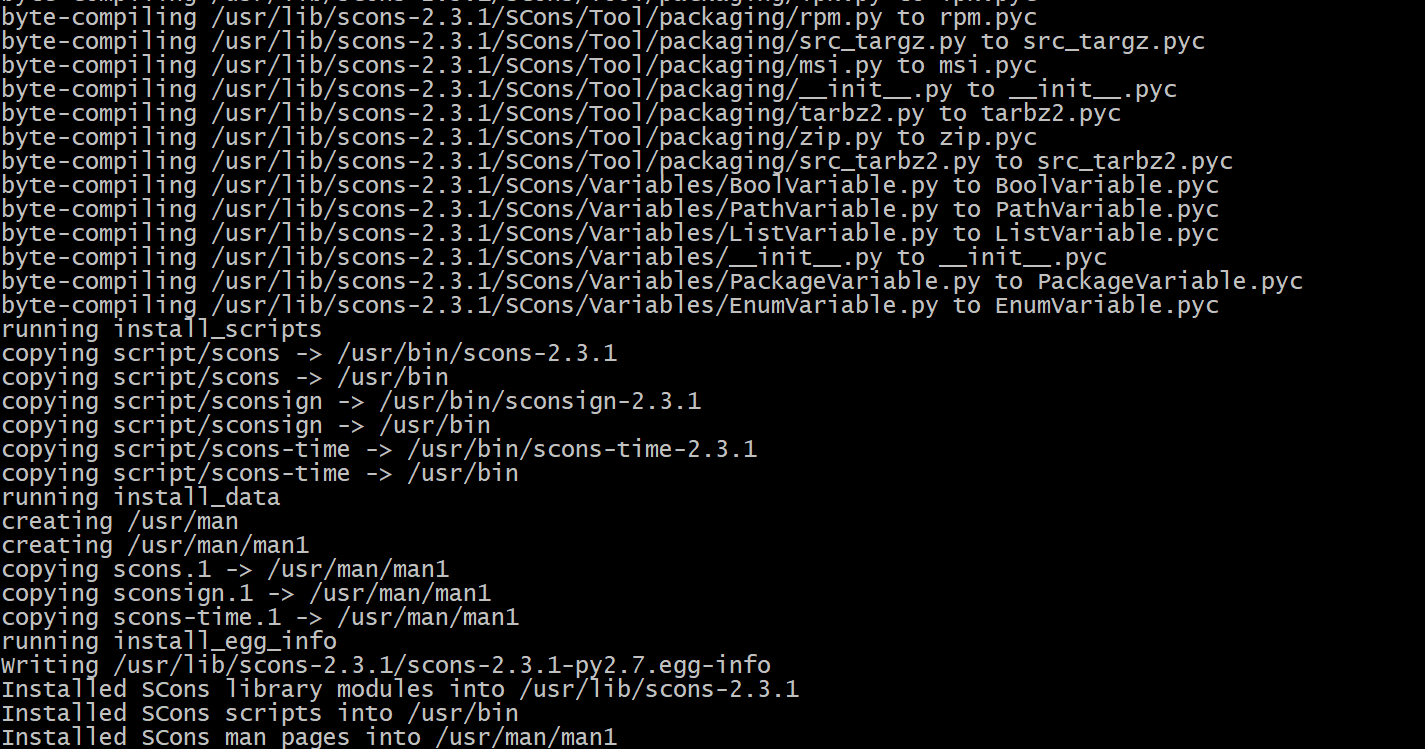 byte-compiling /usr/lib/scons-2.3.1/SCons/Tool/packaging/ipk.py to ipk.pyc
byte-compiling /usr/lib/scons-2.3.1/SCons/Tool/packaging/rpm.py to rpm.pyc
byte-compiling /usr/lib/scons-2.3.1/SCons/Tool/packaging/src_targz.py to src_targz.pyc
byte-compiling /usr/lib/scons-2.3.1/SCons/Tool/packaging/msi.py to msi.pyc
byte-compiling /usr/lib/scons-2.3.1/SCons/Tool/packaging/__init__.py to __init__.pyc
byte-compiling /usr/lib/scons-2.3.1/SCons/Tool/packaging/tarbz2.py to tarbz2.pyc
byte-compiling /usr/lib/scons-2.3.1/SCons/Tool/packaging/zip.py to zip.pyc
byte-compiling /usr/lib/scons-2.3.1/SCons/Tool/packaging/src_tarbz2.py to src_tarbz2.pyc
byte-compiling /usr/lib/scons-2.3.1/SCons/Variables/BoolVariable.py to BoolVariable.pyc
byte-compiling /usr/lib/scons-2.3.1/SCons/Variables/PathVariable.py to PathVariable.pyc
byte-compiling /usr/lib/scons-2.3.1/SCons/Variables/ListVariable.py to ListVariable.pyc
byte-compiling /usr/lib/scons-2.3.1/SCons/Variables/__init__.py to __init__.pyc
byte-compiling /usr/lib/scons-2.3.1/SCons/Variables/PackageVariable.py to PackageVariable.pyc
byte-compiling /usr/lib/scons-2.3.1/SCons/Variables/EnumVariable.py to EnumVariable.pyc
running install_scripts
copying script/scons -> /usr/bin/scons-2.3.1
copying script/scons -> /usr/bin
copying script/sconsign -> /usr/bin/sconsign-2.3.1
copying script/sconsign -> /usr/bin
copying script/scons-time -> /usr/bin/scons-time-2.3.1
copying script/scons-time -> /usr/bin
running install_data
creating /usr/man
creating /usr/man/man1
copying scons.1 -> /usr/man/man1
copying sconsign.1 -> /usr/man/man1
copying scons-time.1 -> /usr/man/man1
running install_egg_info
Writing /usr/lib/scons-2.3.1/scons-2.3.1-py2.7.egg-info
Installed SCons library modules into /usr/lib/scons-2.3.1
Installed SCons scripts into /usr/bin
Installed SCons man pages into /usr/man/man1